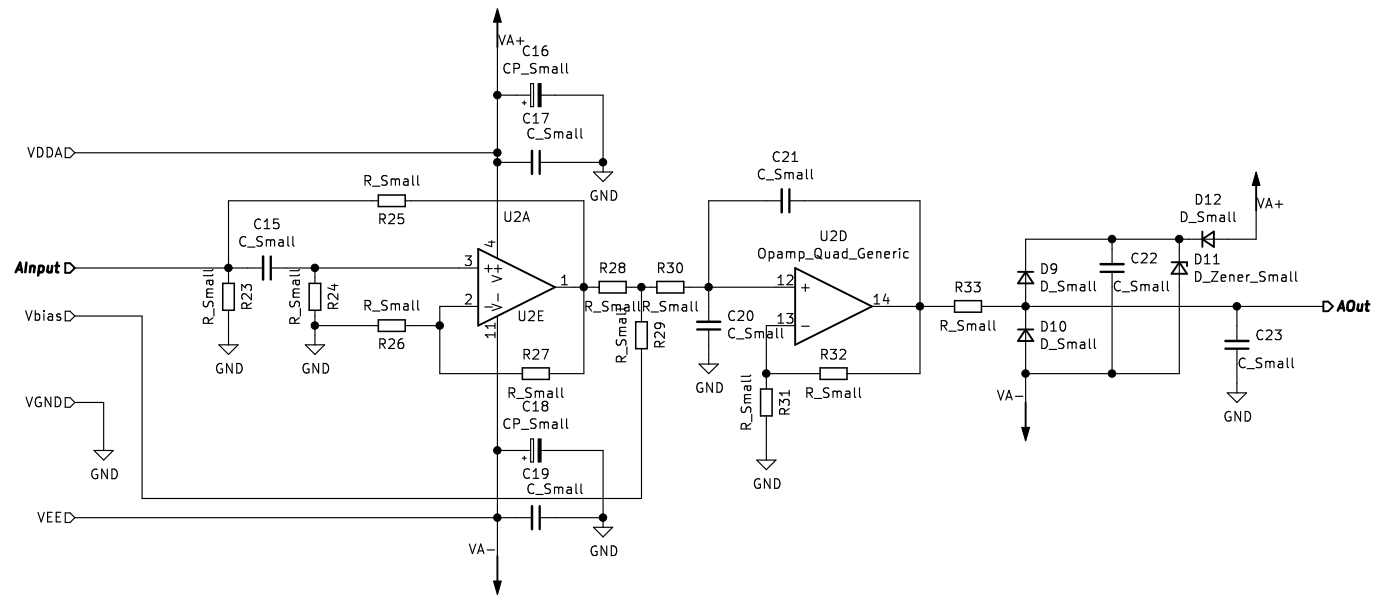 VA+
C16
CP_Small
+
C17
C_Small
GND
VDDA
R_Small
R25
U2A
C15
C_Small
AInput
R_Small
R23
GND
R_Small
R24
GND
R_Small
R26
3
2
4
11
+
V+
V-
-
1
U2E
R27
R_Small
Vbias
VGND
GND
C18
CP_Small
+
C19
C_Small
GND
VEE
VA-
R28
R_Small
R30
R_Small
R_Small
R29
C20
C_Small
GND
C21
C_Small
U2D
Opamp_Quad_Generic
12
+
13
-
14
R32
R_Small
R_Small
R31
GND
R33
R_Small
D9
D_Small
D10
D_Small
VA-
C22
C_Small
D12
D_Small
VA+
D11
D_Zener_Small
C23
C_Small
GND
AOut